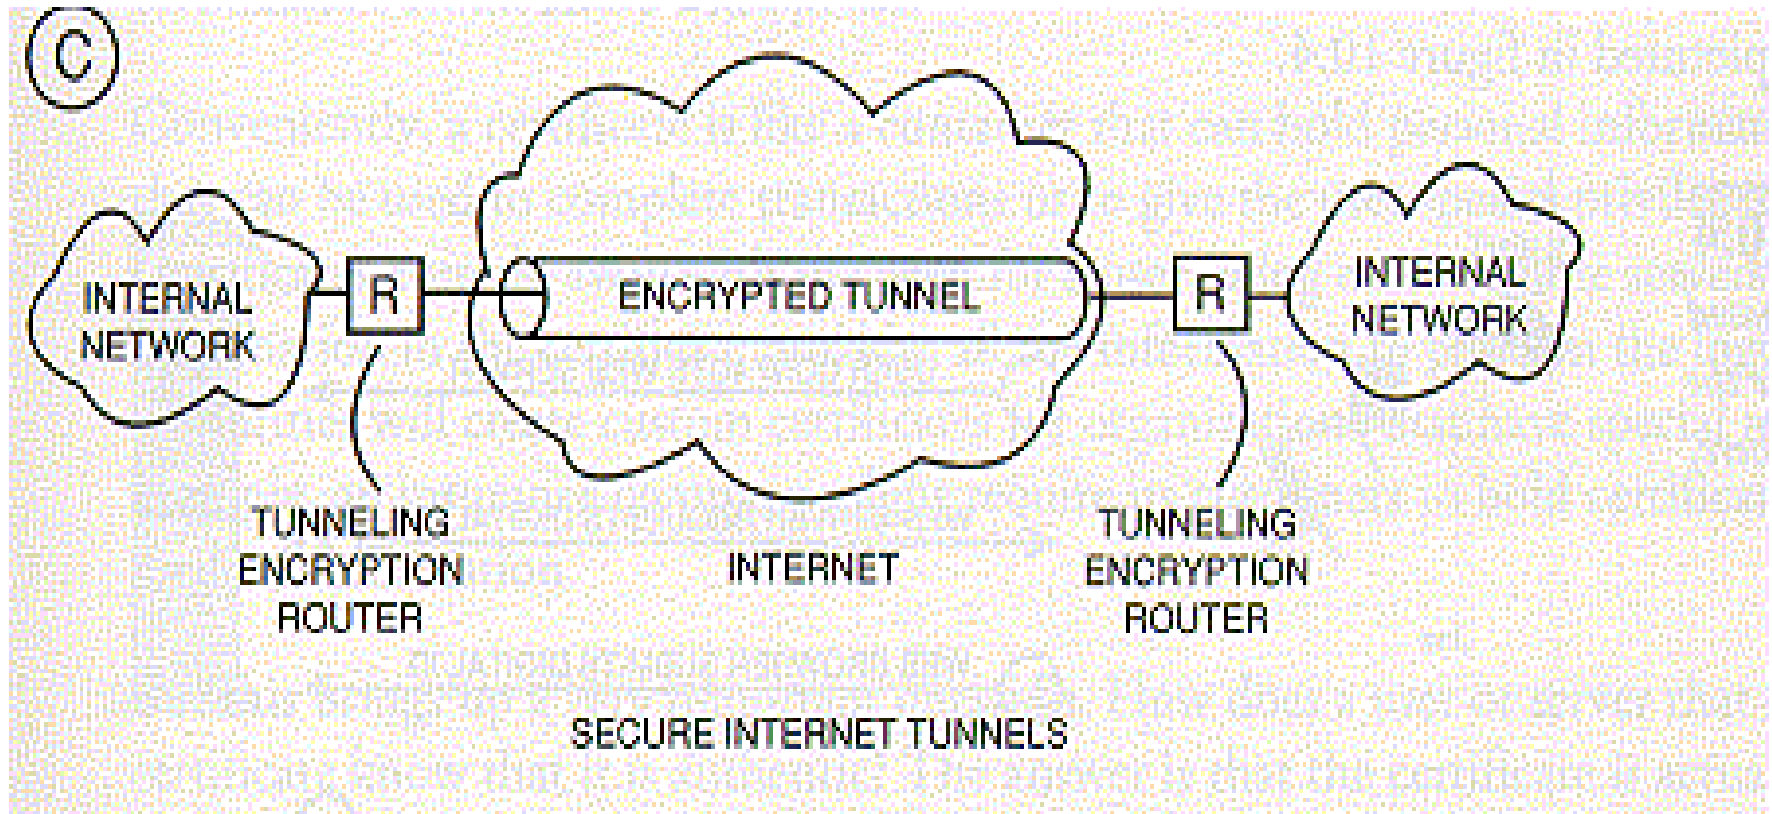 C
INTERNAL
NETWORK
R
ENCRYPTED TUNNEL
R
INTERNAL
NETWORK
TUNNELING
ENCRYPTION
ROUTER
INTERNET
TUNNELING
ENCRYPTION
ROUTER
SECURE INTERNET TUNNELS